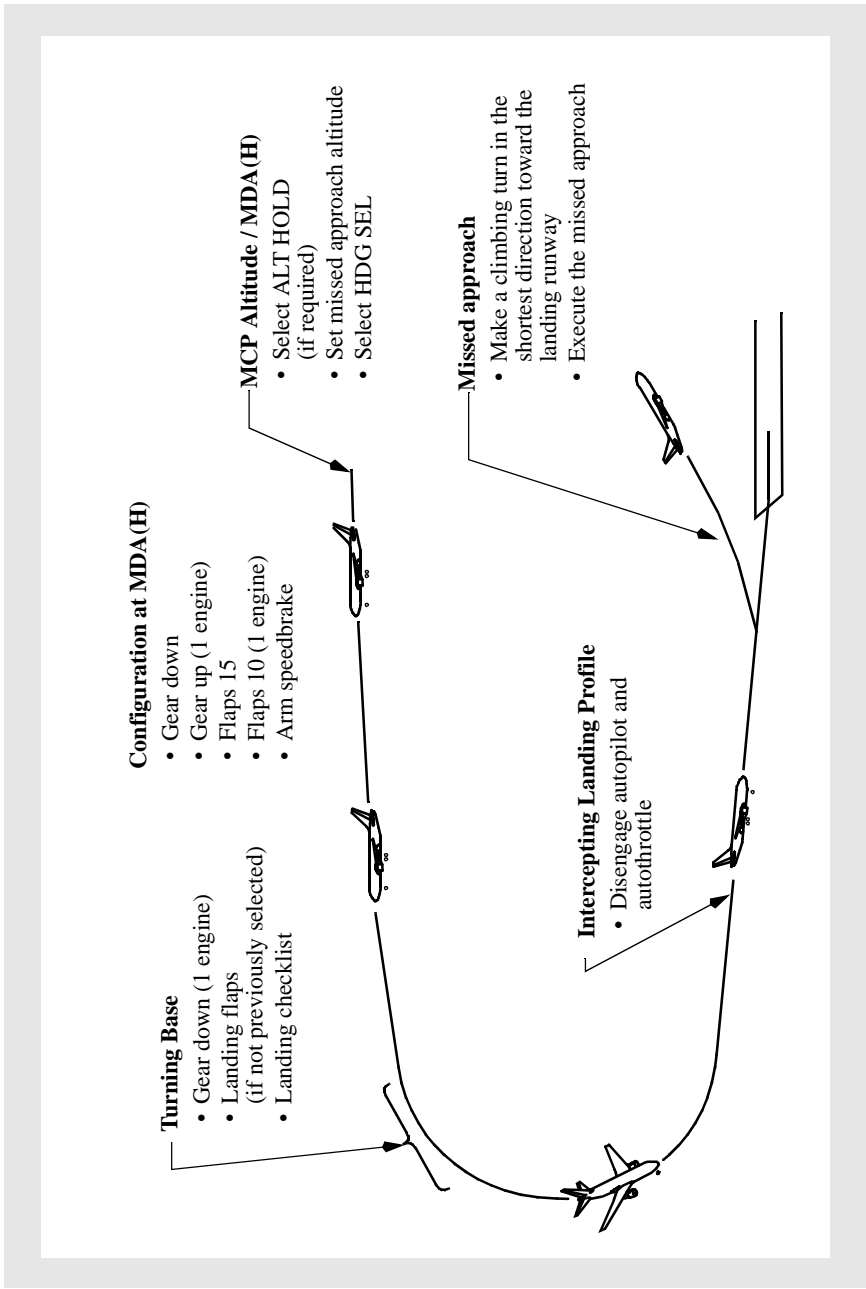 MCP Altitude / MDA(H)
• Select ALT HOLD
(if required)
• Set missed approach altitude
• Select HDG SEL
Configuration at MDA(H)
• Gear down
• Gear up (1 engine)
• Flaps 15
• Flaps 10 (1 engine)
• Arm speedbrake
Turning Base
• Gear down (1 engine)
• Landing flaps
(if not previously selected)
• Landing checklist
Intercepting Landing Profile
• Disengage autopilot and
autothrottle
Missed approach
• Make a climbing turn in the
shortest direction toward the
landing runway
• Execute the missed approach